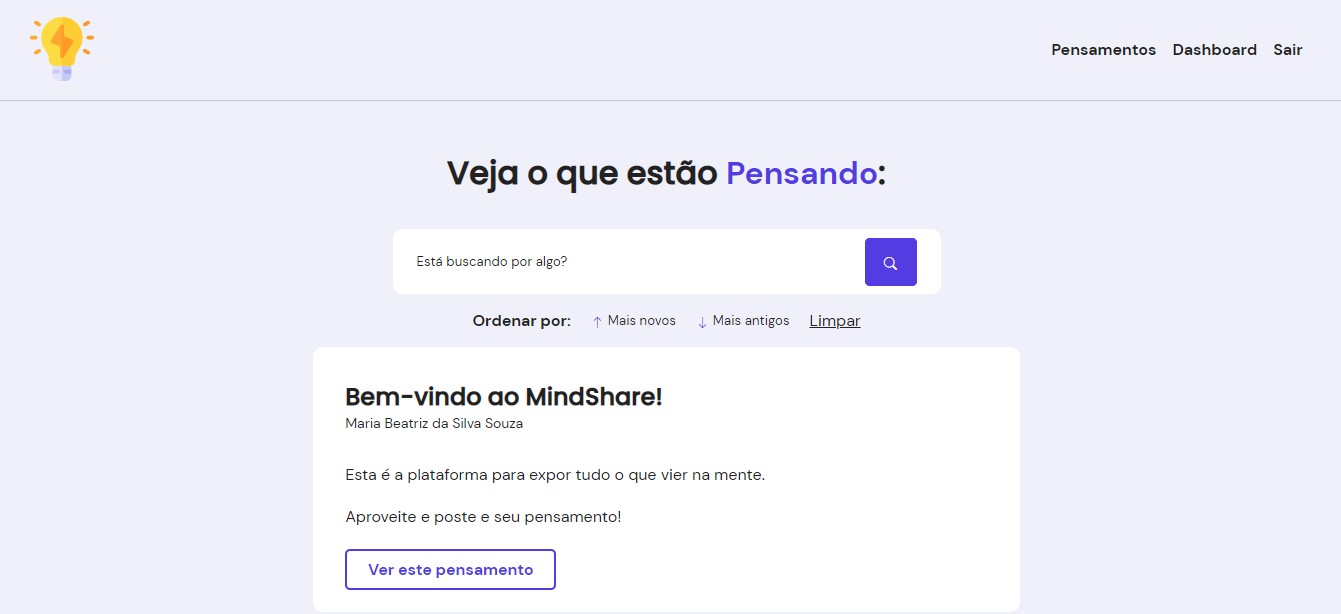 Pensamentos Dashboard Sair
Veja o que estão Pensando:
Está buscando por algo?
Ordenar por: ↑ Mais novos ↓ Mais antigos Limpar
Bem-vindo ao MindShare!
Maria Beatriz da Silva Souza
Esta é a plataforma para expor tudo o que vier na mente.
Aproveite e poste e seu pensamento!
Ver este pensamento